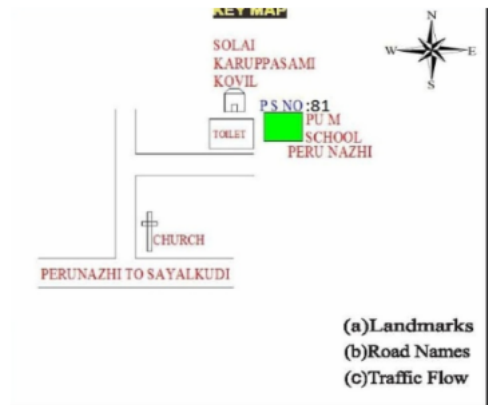 KEY MAP
N
W E
S
SOLAI
KARUPPASAMI
KOVIL
P S NO :81
TOILET
PU M
SCHOOL
PERU NAZHI
CHURCH
PERUNAZHI TO SAYALKUDI
(a)Landmarks
(b)Road Names
(c)Traffic Flow